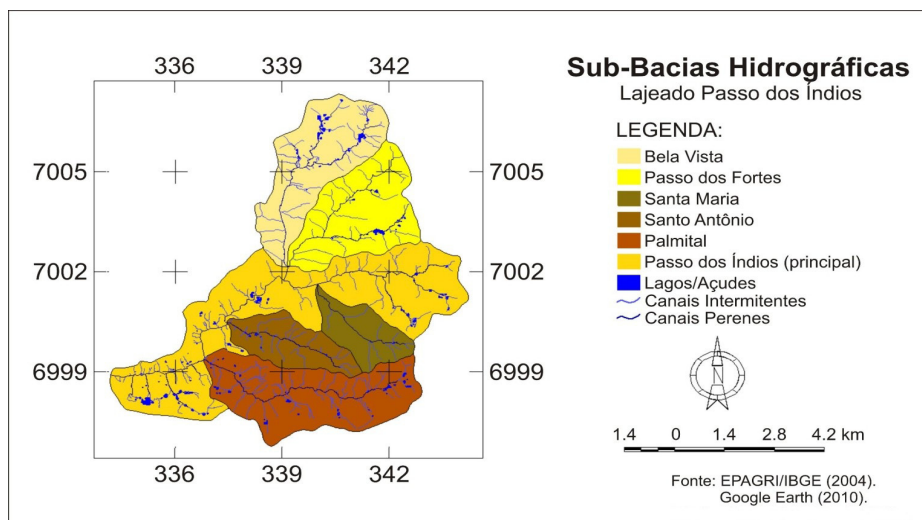 336 339 342
7005
7002
6999
7005
7002
6999
336 339 342
Sub-Bacias Hidrográficas
Lajeado Passo dos Índios
LEGENDA:
Bela Vista
Passo dos Fortes
Santa Maria
Santo Antônio
Palmital
Passo dos Índios (principal)
Lagos/Açudes
Canais Intermitentes
Canais Perenes
N
1.4 0 1.4 2.8 4.2 km
Fonte: EPAGRI/IBGE (2004).
Google Earth (2010).